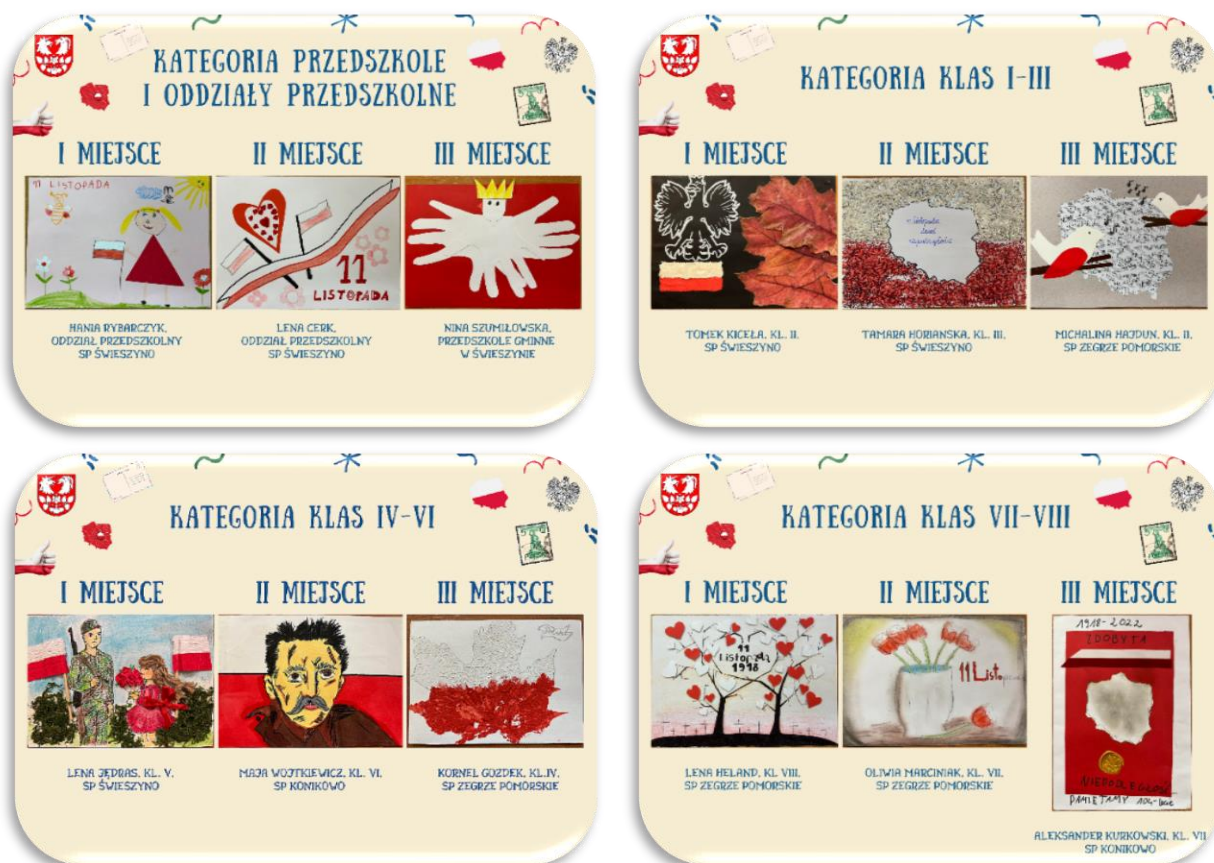 KATEGORIA PRZEDSZKOLE
I ODDZIAŁY PRZEDSZKOLNE
I MIEJSCE
II MIEJSCE
III MIEJSCE
11 LISTOPADA
11
LISTOPADA
HANIA RYBARCZYK,
ODDZIAŁ PRZEDSZKOLNY
SP ŚWIESZYNO
LENA CERK,
ODDZIAŁ PRZEDSZKOLNY
SP ŚWIESZYNO
NINA SZUMIŁOWSKA,
PRZEDSZKOLE GMINNE
W ŚWIESZYNIE
KATEGORIA KLAS I-III
I MIEJSCE
II MIEJSCE
III MIEJSCE
TOMEK KICEŁA, KL. II,
SP ŚWIESZYNO
TAMARA HORIANSKA, KL. III,
SP ŚWIESZYNO
MICHALINA HAJDUN, KL. II,
SP ZEGRZE POMORSKIE
KATEGORIA KLAS IV-VI
I MIEJSCE
II MIEJSCE
III MIEJSCE
LENA JĘDRAS, KL. V,
SP ŚWIESZYNO
MAJA WOJTKIEWICZ, KL. VI,
SP KONIKOWO
KORNEL GOZDEK, KL.IV,
SP ZEGRZE POMORSKIE
KATEGORIA KLAS VII-VIII
I MIEJSCE
II MIEJSCE
III MIEJSCE
11
Listopada
1918
11 Listop
1918-2022
ZDOBYTA
PAMIĘTAMY
LENA HELAND, KL VIII,
SP ZEGRZE POMORSKIE
OLIWIA MARCINIAK, KL. VII,
SP ZEGRZE POMORSKIE
ALEKSANDER KURKOWSKI, KL. VII
SP KONIKOWO